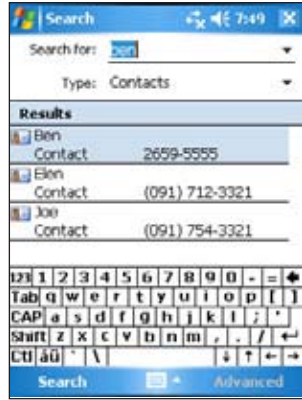 Search 7:49
Search for: ben
Type: Contacts
Results
Ben
Contact 2659-5555
Elen
Contact (091) 712-3321
Joe
Contact (091) 754-3321
123 1 2 3 4 5 6 7 8 9 0 - =
Tab q w e r t y u i o p [ ]
CAP a s d f g h j k l ; '
Shift z x c v b n m , . /
Ctl áü ` \
Search Advanced